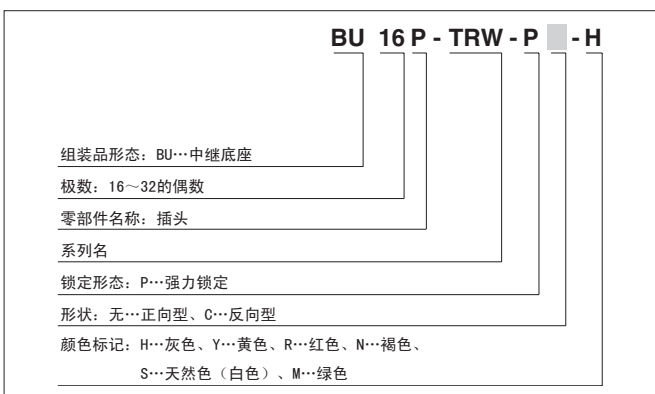 BU 16 P - TRW - P - H
组装品形态：BU…中继底座
极数：16～32的偶数
零部件名称：插头
系列名
锁定形态：P…强力锁定
形状：无…正向型、C…反向型
颜色标记：H…灰色、Y…黄色、R…红色、N…褐色、
S…天然色（白色）、M…绿色